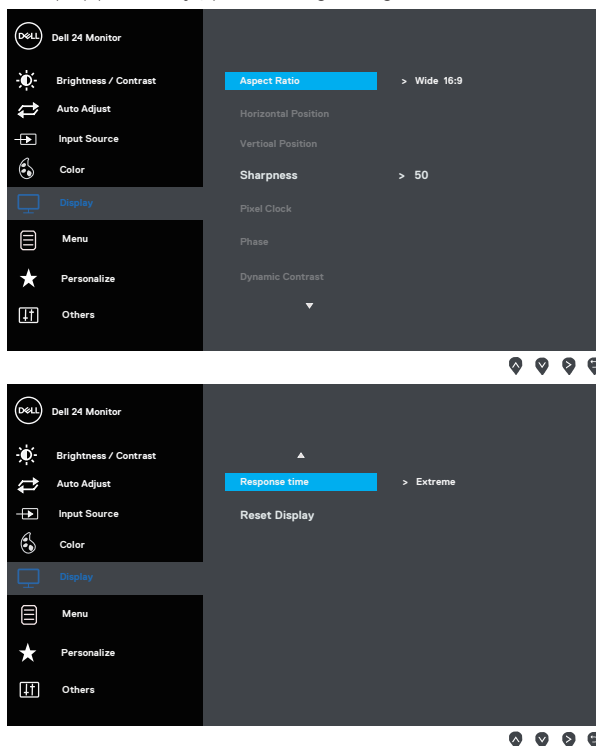 DELL Dell 24 Monitor
Brightness / Contrast
Auto Adjust
Input Source
Color
Display
Menu
Personalize
Others
Aspect Ratio > Wide 16:9
Horizontal Position
Vertical Position
Sharpness > 50
Pixel Clock
Phase
Dynamic Contrast
DELL Dell 24 Monitor
Brightness / Contrast
Auto Adjust
Input Source
Color
Display
Menu
Personalize
Others
Response time > Extreme
Reset Display